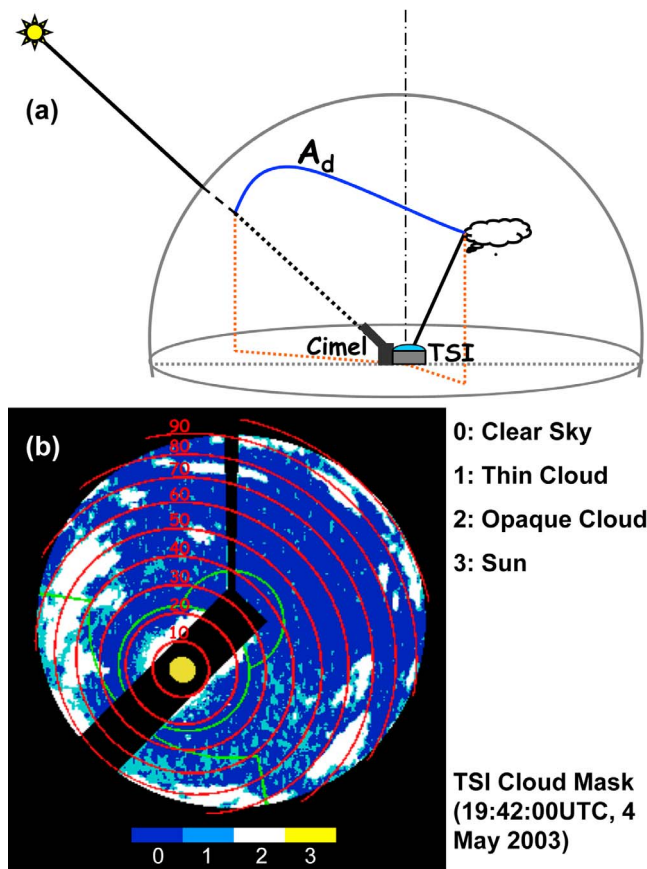 (a)
Ad
Cimel
TSI
(b)
90
80
70
60
50
40
30
20
10
0: Clear Sky
1: Thin Cloud
2: Opaque Cloud
3: Sun
TSI Cloud Mask
(19:42:00UTC, 4
May 2003)
0 1 2 3